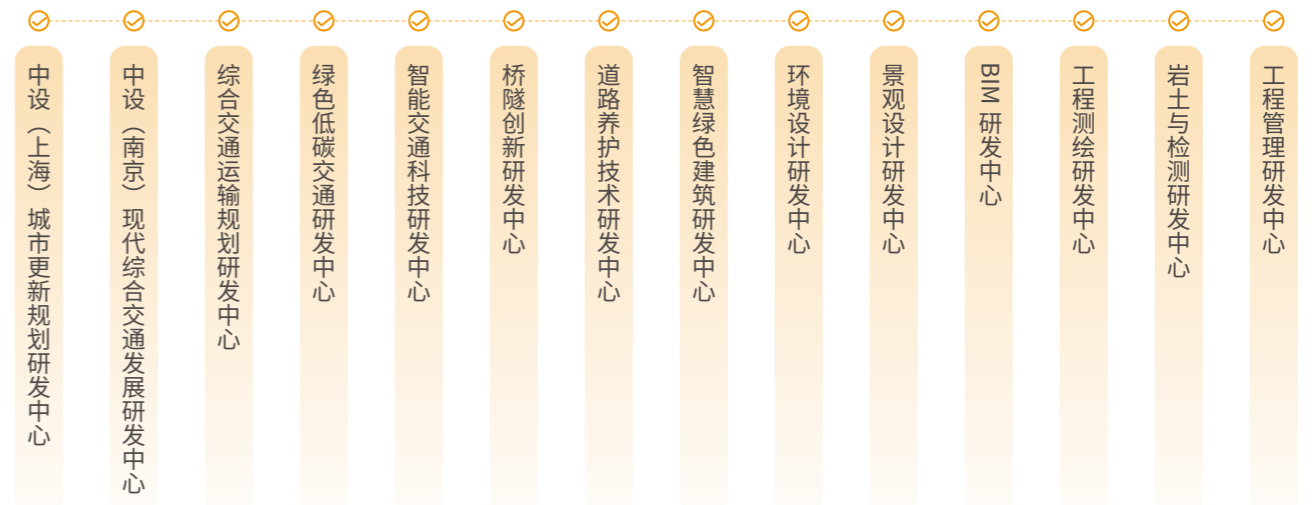 中设（上海）城市更新规划研发中心
中设（南京）现代综合交通发展研发中心
综合交通运输规划研发中心
绿色低碳交通研发中心
智能交通科技研发中心
桥隧创新研发中心
道路养护技术研发中心
智慧绿色建筑研发中心
环境设计研发中心
景观设计研发中心
BIM 研发中心
工程测绘研发中心
岩土与检测研发中心
工程管理研发中心